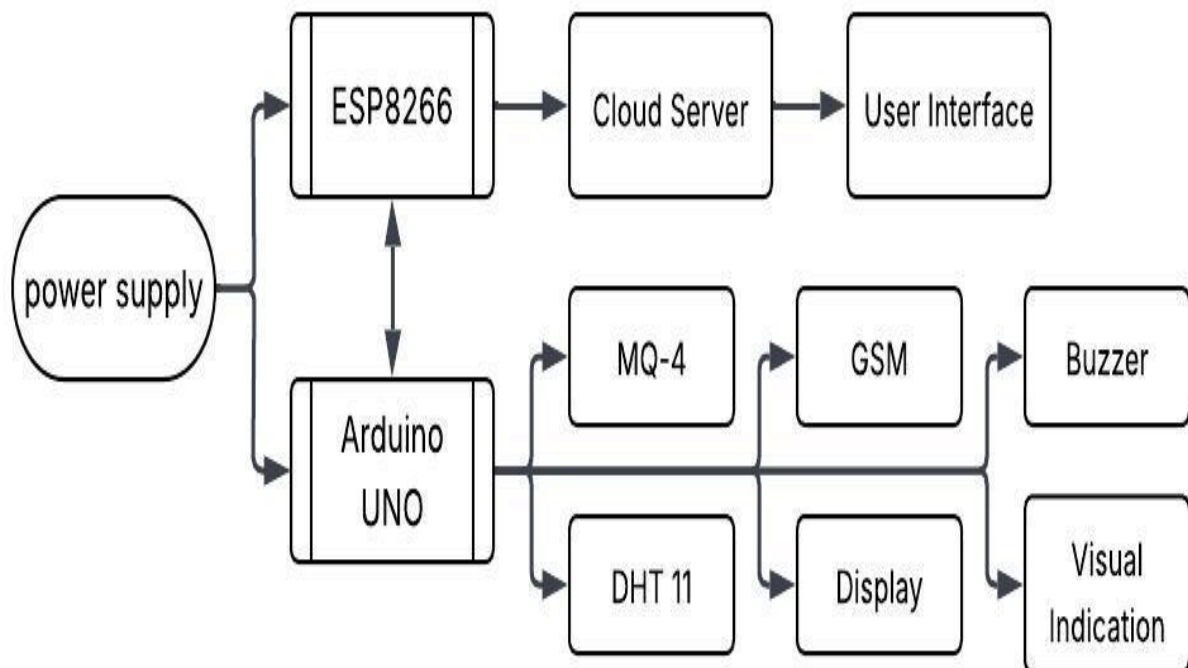 ESP8266
Cloud Server
User Interface
power supply
MQ-4
GSM
Buzzer
Arduino
UNO
DHT 11
Display
Visual
Indication